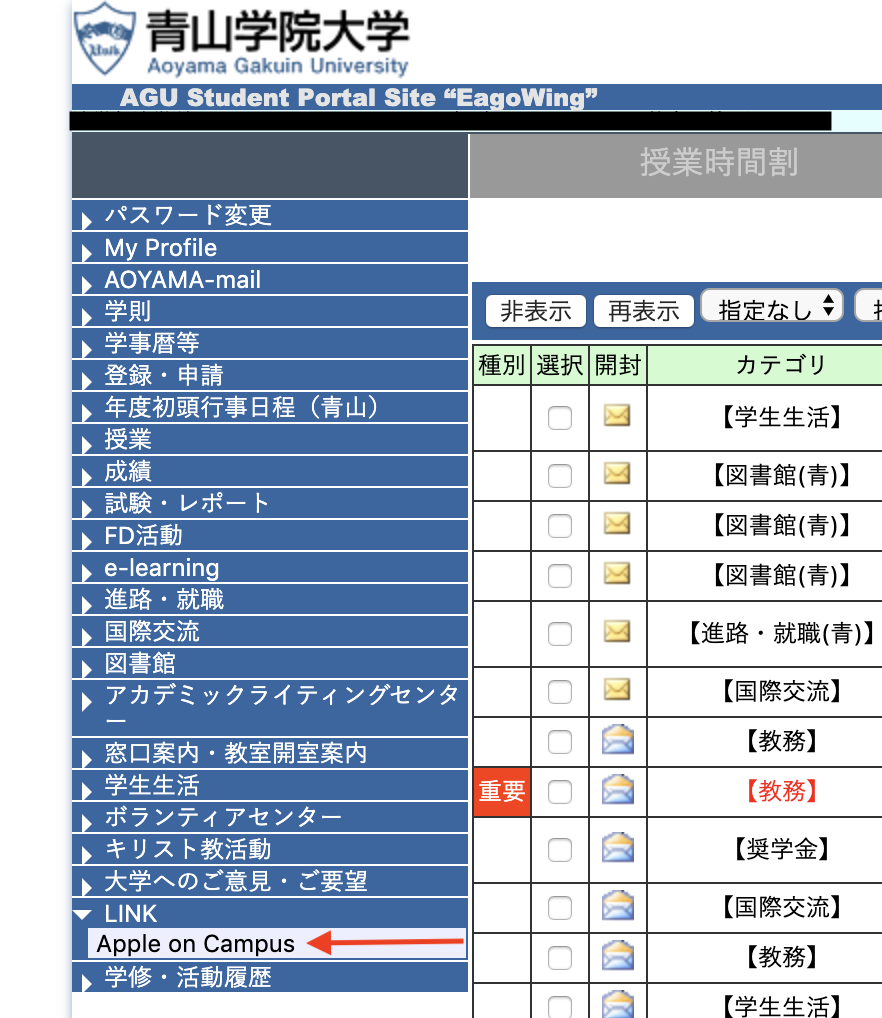 青山学院大学
Aoyama Gakuin University
AGU Student Portal Site “EagoWing”
授業時間割
パスワード変更
My Profile
AOYAMA-mail
学則
学事暦等
登録・申請
年度初頭行事日程（青山）
授業
成績
試験・レポート
FD活動
e-learning
進路・就職
国際交流
図書館
アカデミックライティングセンタ
ー
窓口案内・教室開室案内
学生生活
ボランティアセンター
キリスト教活動
大学へのご意見・ご要望
LINK
Apple on Campus
学修・活動履歴
非表示 再表示 指定なし
種別 選択 開封 カテゴリ
【学生生活】
【図書館(青)】
【図書館(青)】
【図書館(青)】
【進路・就職(青)】
【国際交流】
【教務】
重要 【教務】
【奨学金】
【国際交流】
【教務】
【学生生活】